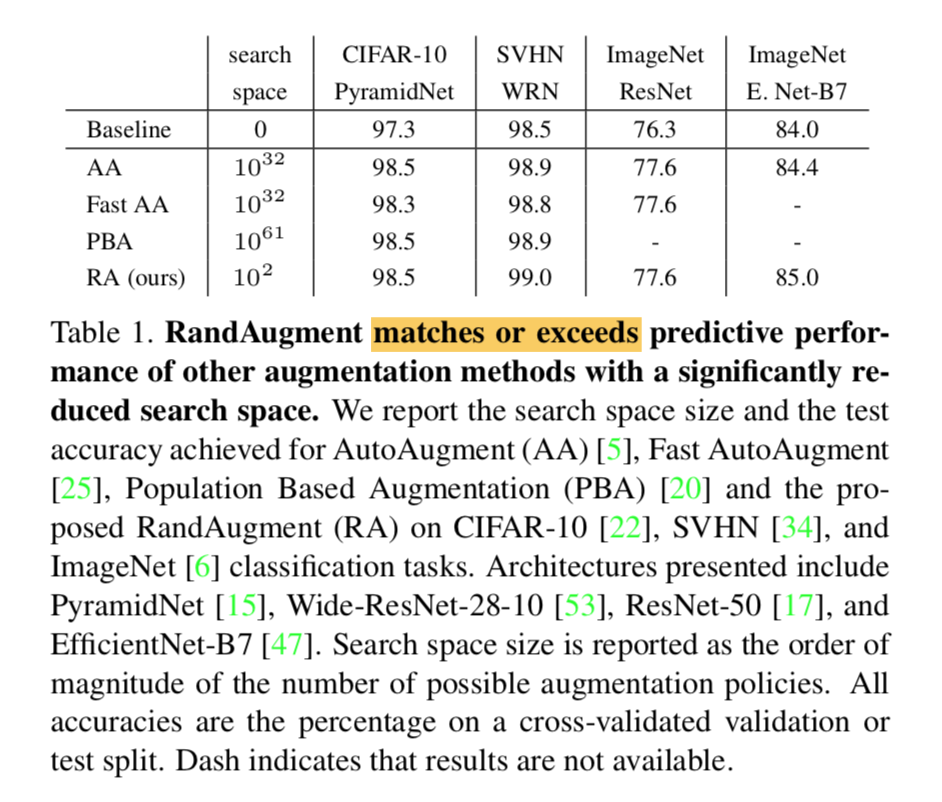 search CIFAR-10 SVHN ImageNet ImageNet
space PyramidNet WRN ResNet E. Net-B7
Baseline 0 97.3 98.5 76.3 84.0
AA 10^32 98.5 98.9 77.6 84.4
Fast AA 10^32 98.3 98.8 77.6 -
PBA 10^61 98.5 98.9 - -
RA (ours) 10^2 98.5 99.0 77.6 85.0
Table 1. RandAugment matches or exceeds predictive perfor-
mance of other augmentation methods with a significantly re-
duced search space. We report the search space size and the test
accuracy achieved for AutoAugment (AA) [5], Fast AutoAugment
[25], Population Based Augmentation (PBA) [20] and the pro-
posed RandAugment (RA) on CIFAR-10 [22], SVHN [34], and
ImageNet [6] classification tasks. Architectures presented include
PyramidNet [15], Wide-ResNet-28-10 [53], ResNet-50 [17], and
EfficientNet-B7 [47]. Search space size is reported as the order of
magnitude of the number of possible augmentation policies. All
accuracies are the percentage on a cross-validated validation or
test split. Dash indicates that results are not available.